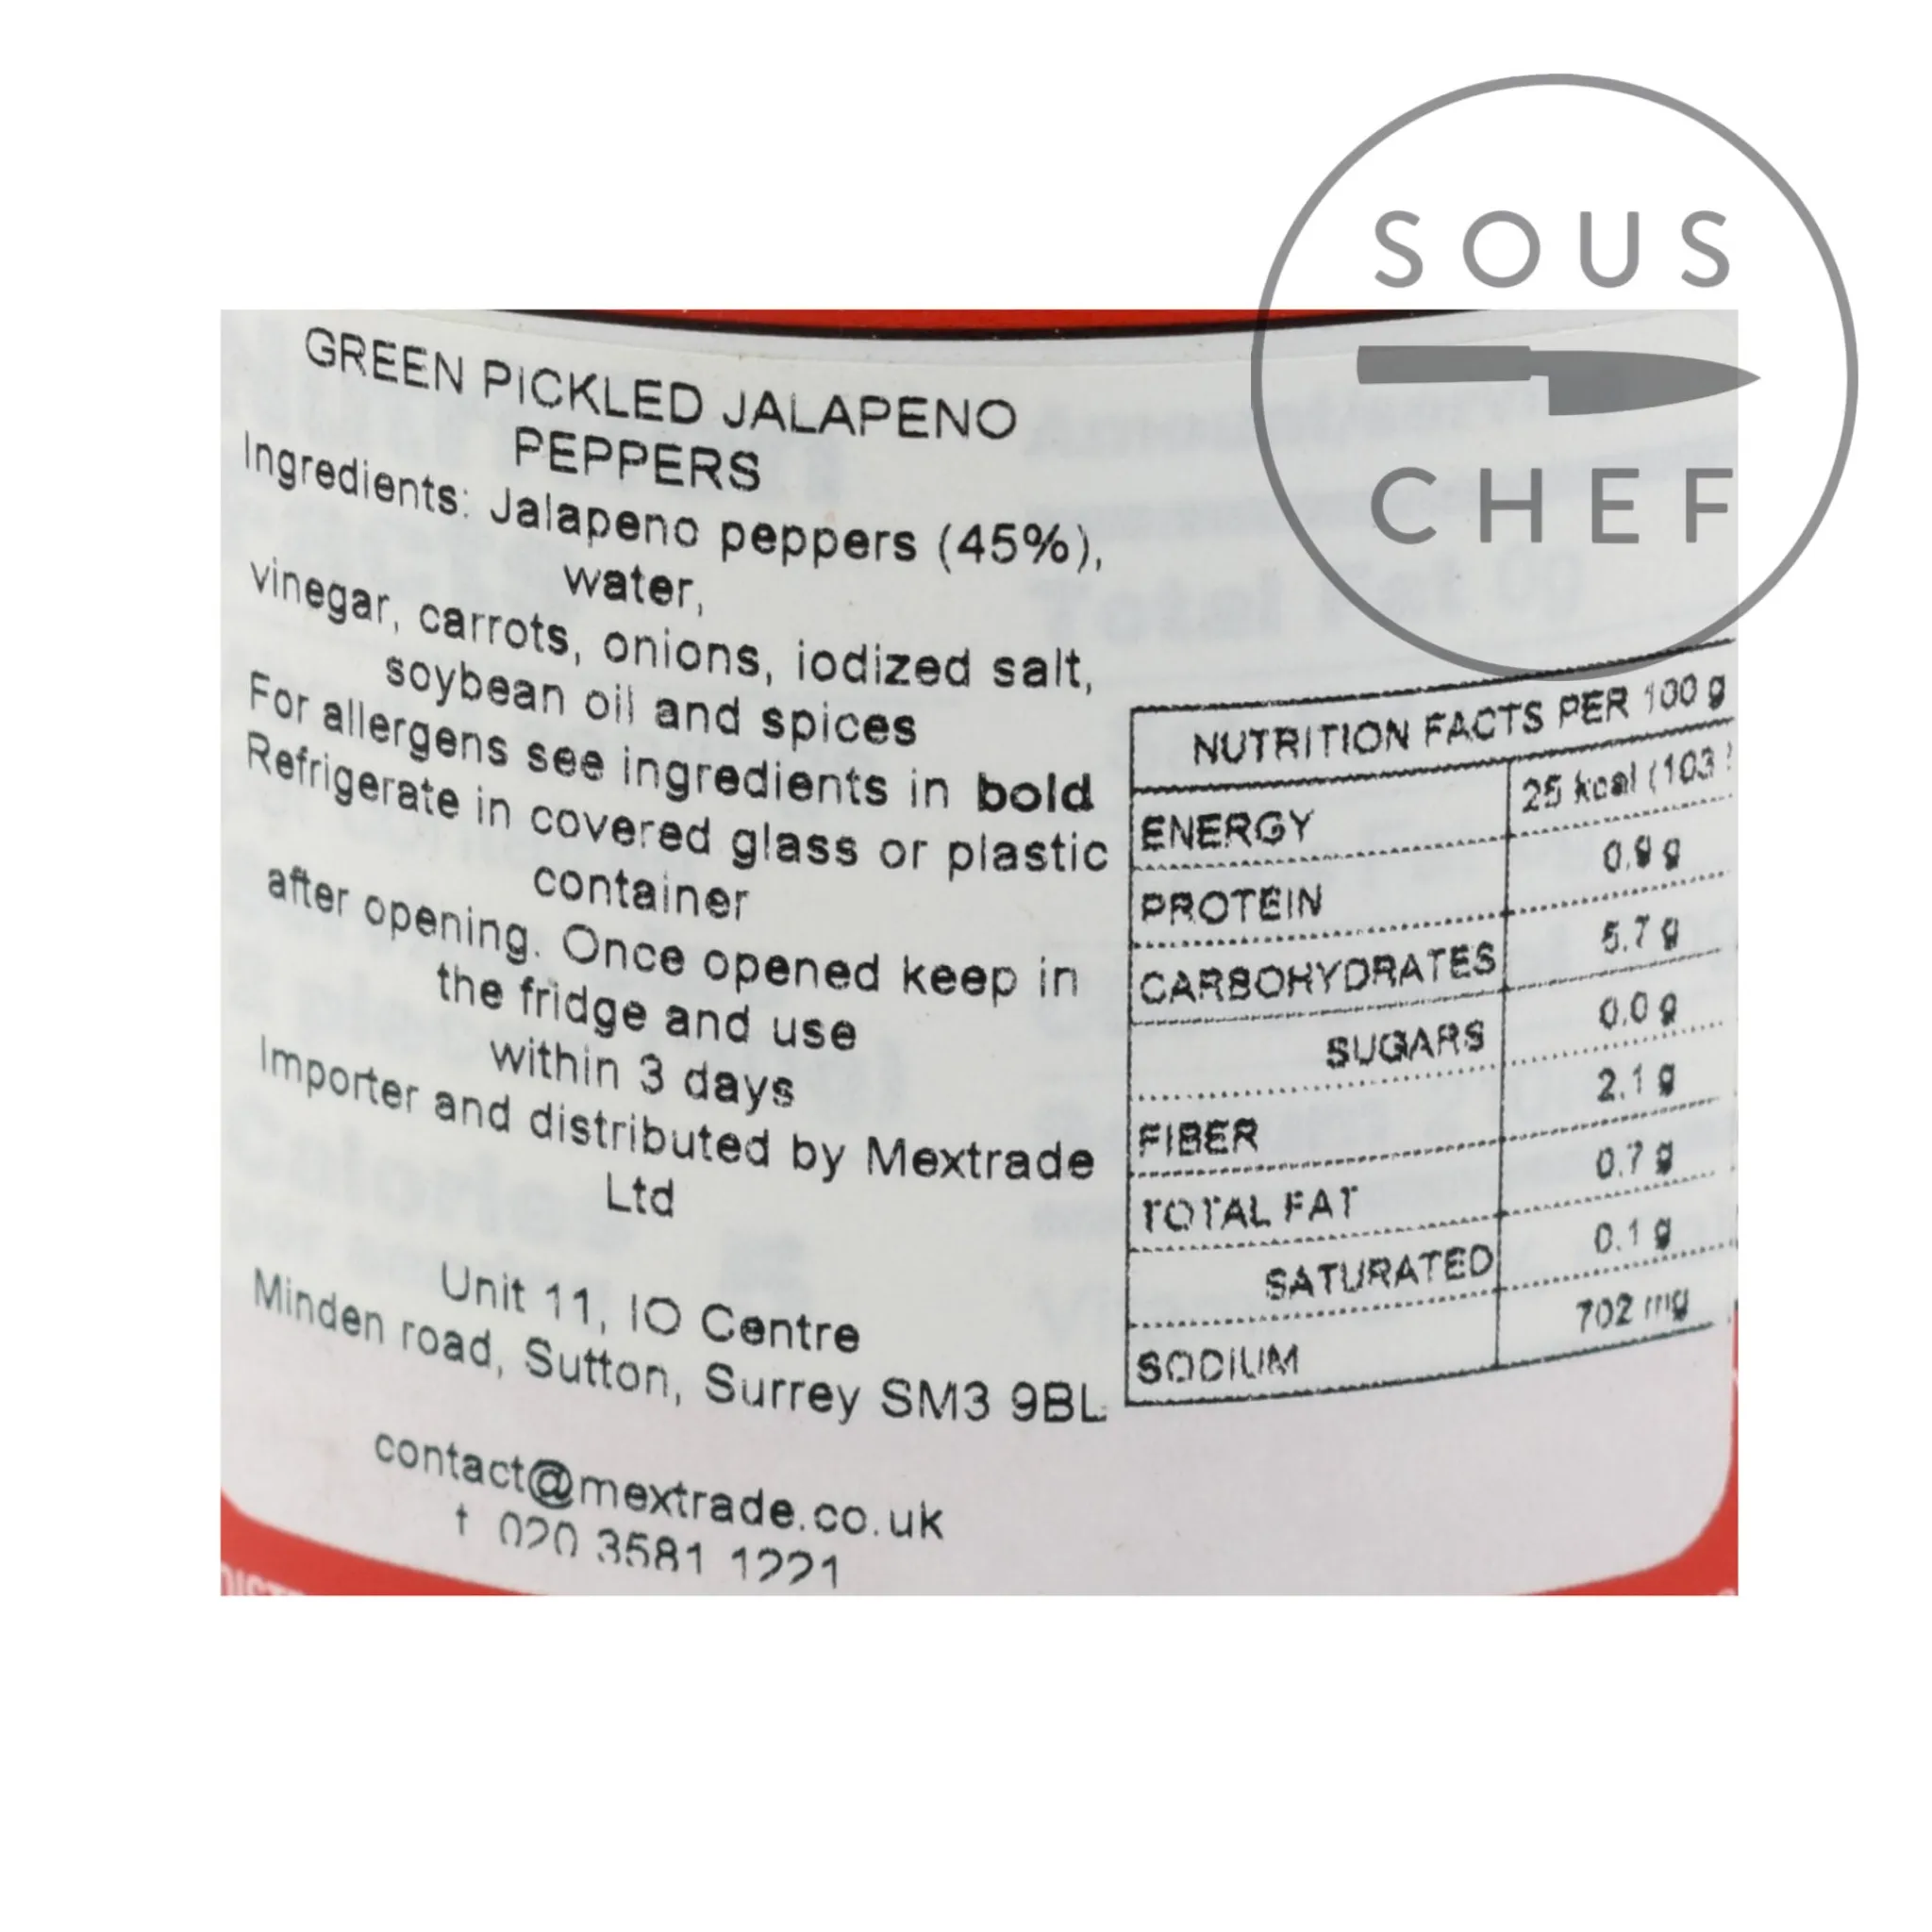 SOUS
CHEF
GREEN PICKLED JALAPENO
PEPPERS
Ingredients: Jalapeno peppers (45%),
water,
vinegar, carrots, onions, iodized salt,
soybean oil and spices
For allergens see ingredients in bold
Refrigerate in covered glass or plastic
container
after opening. Once opened keep in
the fridge and use
within 3 days
Importer and distributed by Mextrade
Ltd
Unit 11, IO Centre
Minden road, Sutton, Surrey SM3 9BL
contact@mextrade.co.uk
t 020 3581 1221
NUTRITION FACTS PER 100 g
ENERGY 25 kcal (103
PROTEIN 0.9 g
CARBOHYDRATES 5.7 g
SUGARS 0.0 g
FIBER 2.1 g
TOTAL FAT 0.7 g
SATURATED 0.1 g
SODIUM 702 mg